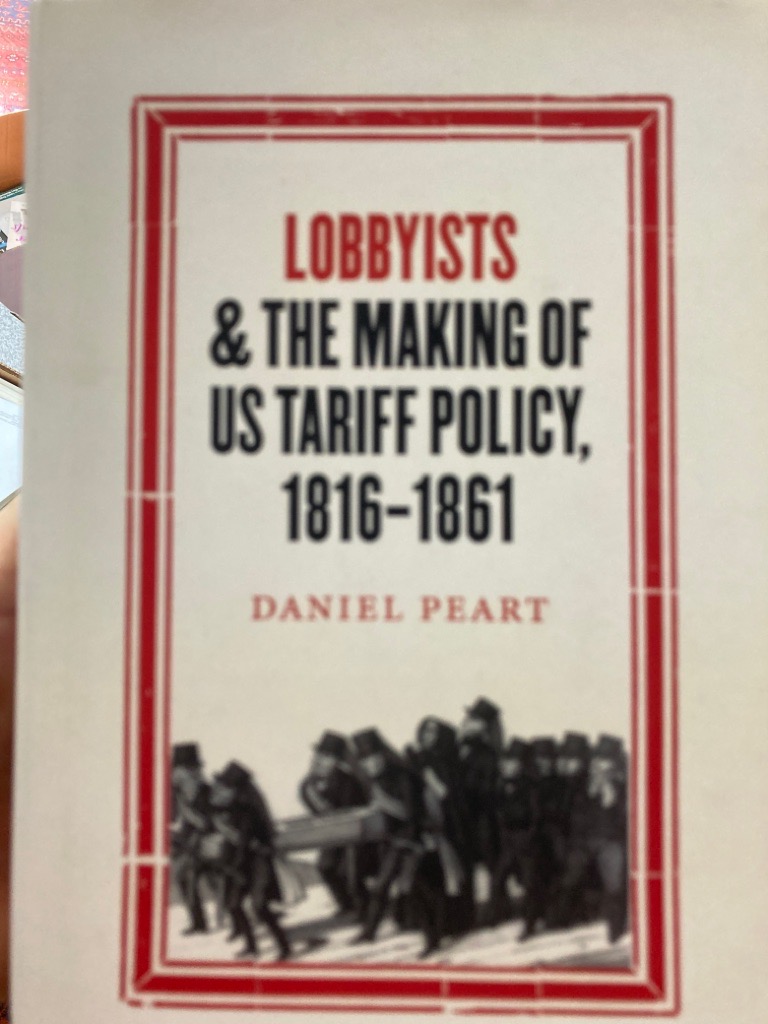 LOBBYISTS
& THE MAKING OF
US TARIFF POLICY,
1816–1861
DANIEL PEART